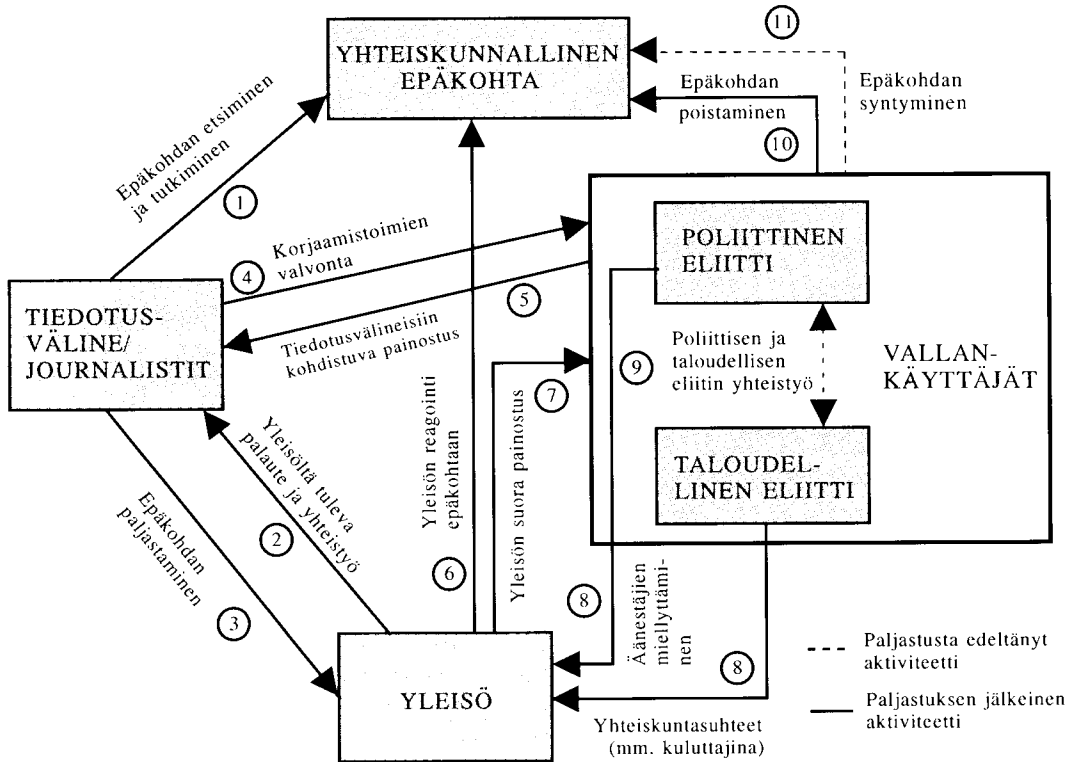 11
YHTEISKUNNALLINEN
EPÄKOHTA
Epäkohdan
poistaminen
Epäkohdan
syntyminen
10
Epäkohdan etsiminen
ja tutkiminen
1
4
Korjaamistoimien
valvonta
5
Tiedotusvälineisiin
kohdistuva painostus
TIEDOTUS-
VÄLINE/
JOURNALISTIT
POLIITTINEN
ELIITTI
9
Poliittisen ja
taloudellisen
eliitin yhteistyö
VALLAN-
KÄYTTÄJÄT
TALOUDEL-
LINEN ELIITTI
Yleisöltä tuleva
palaute ja yhteistyö
2
Epäkohdan
paljastaminen
3
Yleisön reagointi
epäkohtaan
6
Yleisön suora painostus
7
8
Äänestäjien
miellyttämi-
nen
8
YLEISÖ
Yhteiskuntasuhteet
(mm. kuluttajina)
Paljastusta edeltänyt
aktiviteetti
Paljastuksen jälkeinen
aktiviteetti